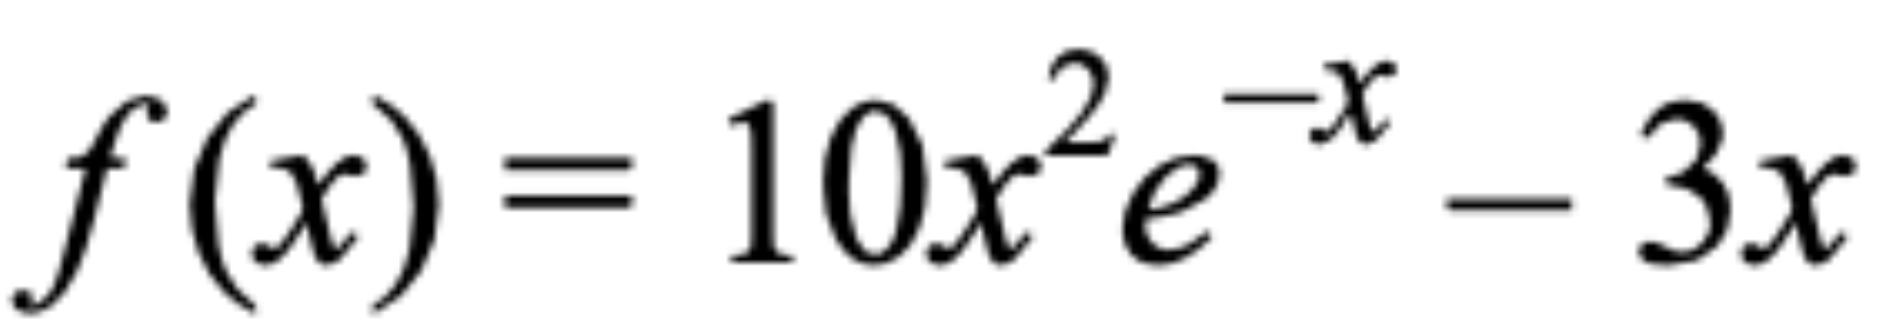 f(x) = 10x²e⁻ˣ − 3x